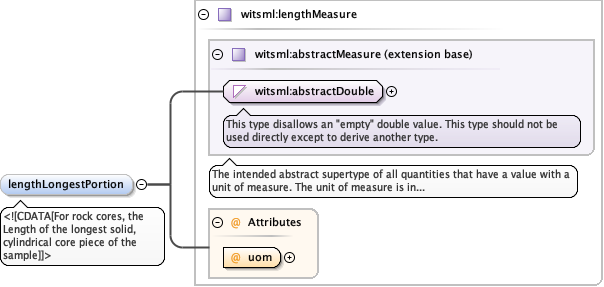 witsml:lengthMeasure
witsml:abstractMeasure (extension base)
witsml:abstractDouble
This type disallows an "empty" double value. This type should not be
used directly except to derive another type.
The intended abstract supertype of all quantities that have a value with a
unit of measure. The unit of measure is in...
lengthLongestPortion
<![CDATA[For rock cores, the
Length of the longest solid,
cylindrical core piece of the
sample]]>
@ Attributes
@ uom